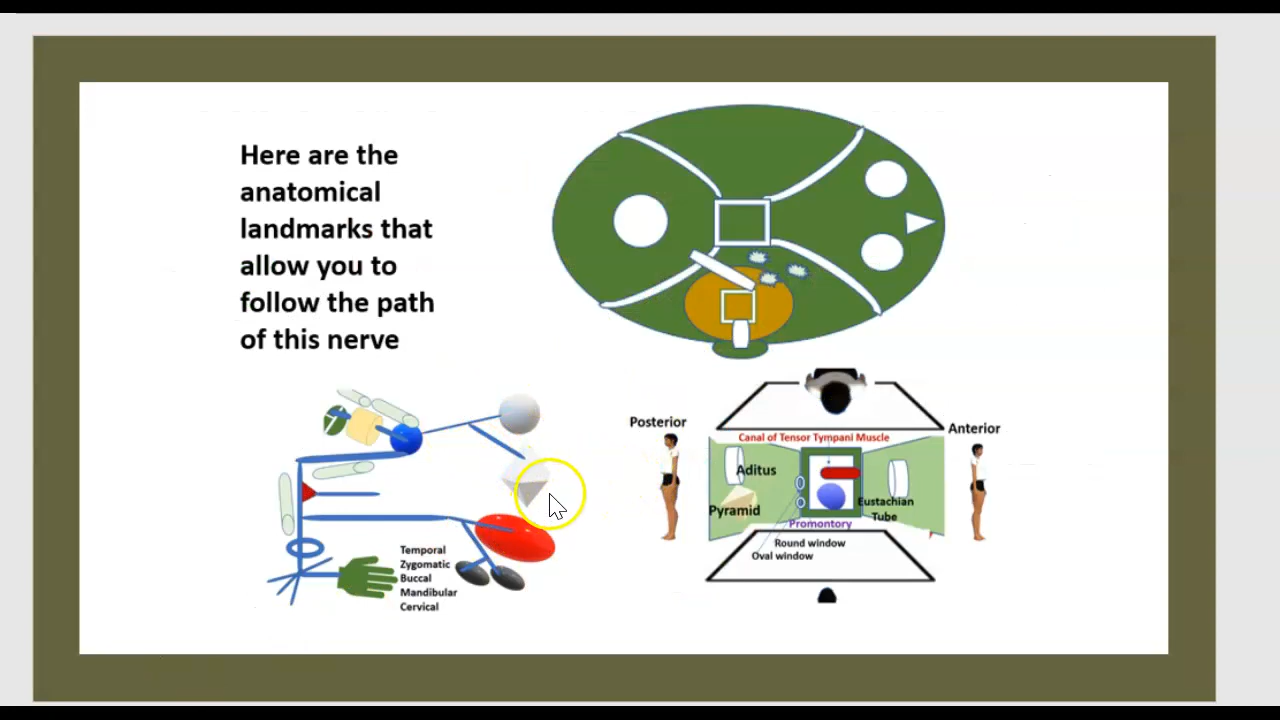 Here are the
anatomical
landmarks that
allow you to
follow the path
of this nerve
Temporal
Zygomatic
Buccal
Mandibular
Cervical
Posterior
Anterior
Canal of Tensor Tympani Muscle
Aditus
Pyramid
Eustachian
Tube
Promontory
Round window
Oval window